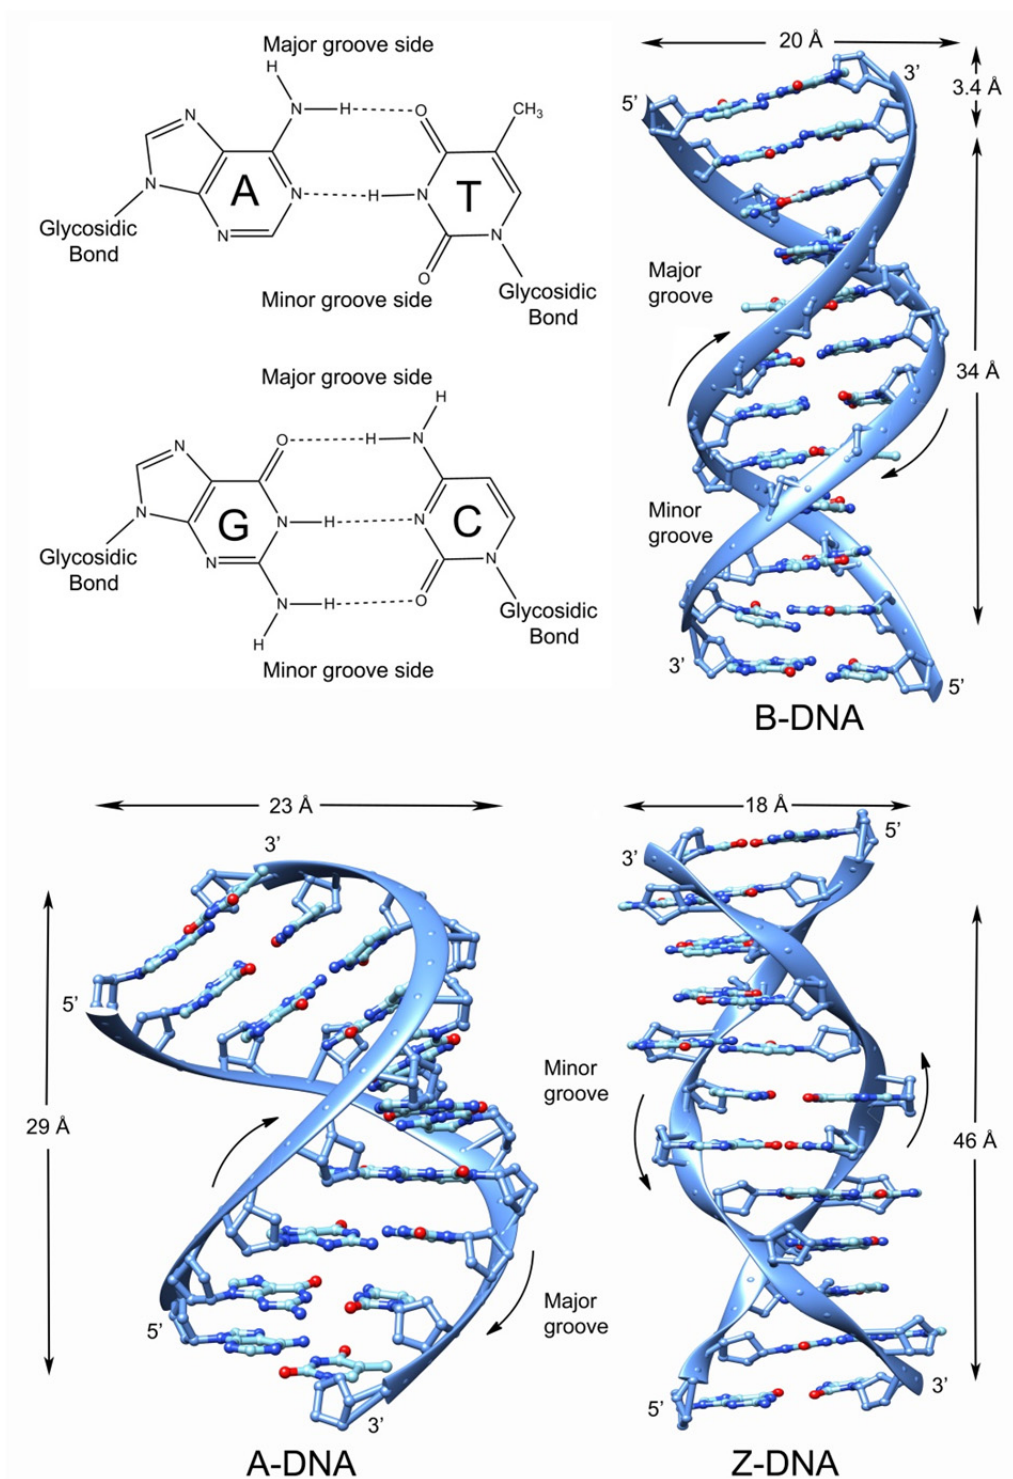 Major groove side
H
N
H
O
CH₃
N
A
N
H
N
T
N
N
N
O
Glycosidic
Bond
Minor groove side
Glycosidic
Bond
Major groove side
H
O
H
N
N
G
N
H
N
C
N
N
N
Glycosidic
Bond
N
H
O
H
Glycosidic
Bond
Minor groove side
20 Å
3.4 Å
5’
3’
Major
groove
34 Å
Minor
groove
3’
5’
B-DNA
23 Å
3’
5’
29 Å
5’
Major
groove
3’
A-DNA
18 Å
5’
3’
Minor
groove
46 Å
5’
3’
Z-DNA